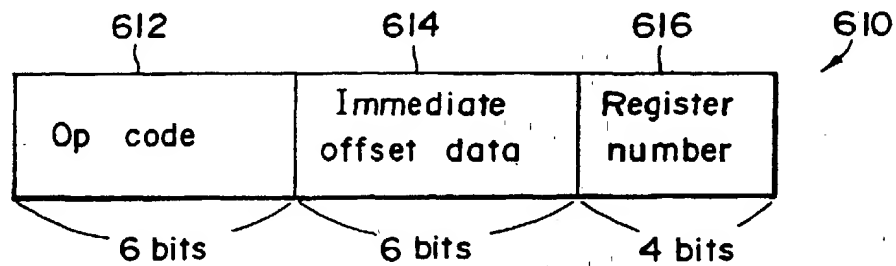 612 614 616 610
Op code
Immediate
offset data
Register
number
6 bits 6 bits 4 bits